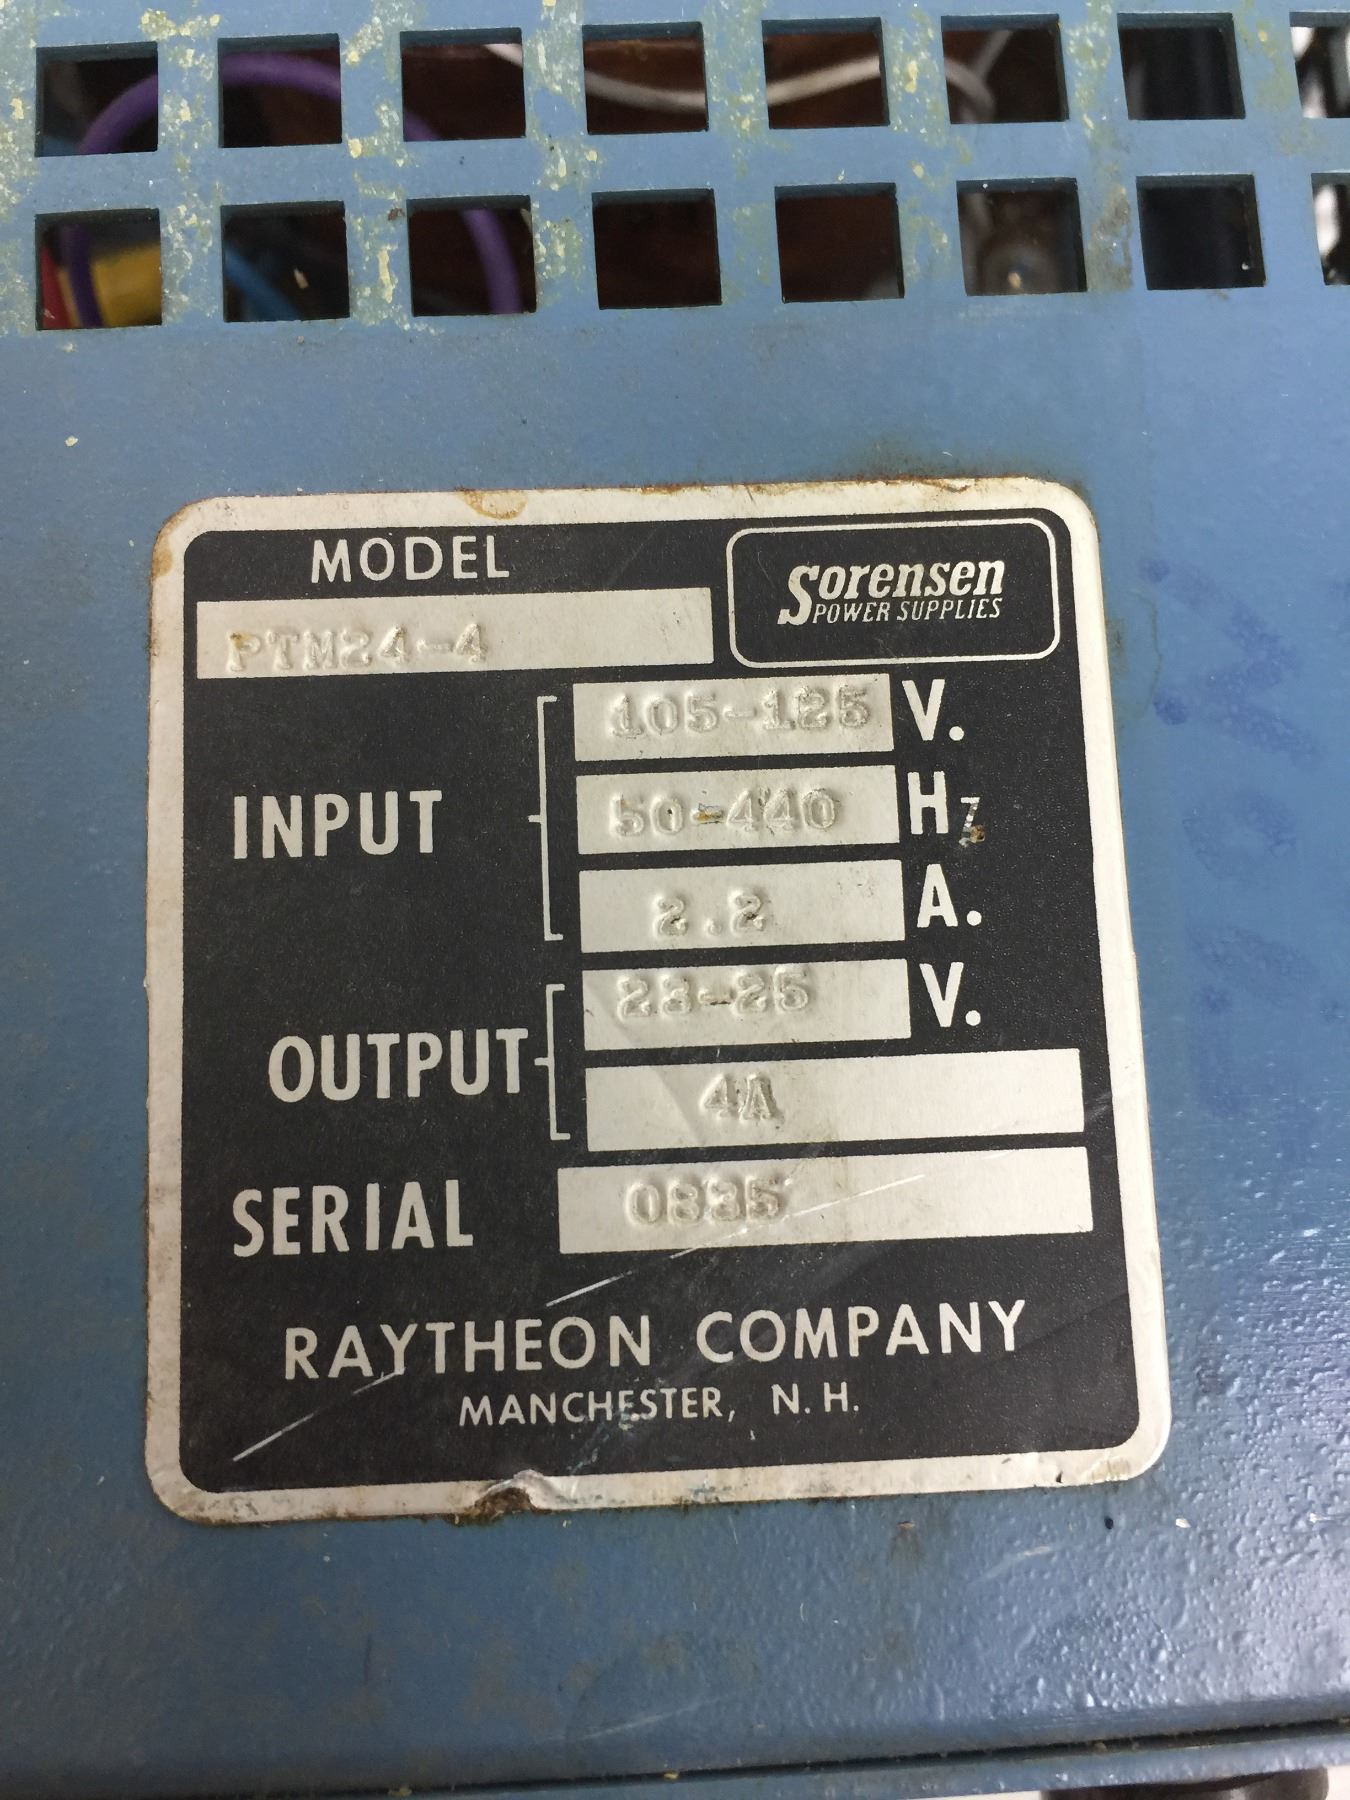 MODEL
Sorensen
POWER SUPPLIES
PTM24-4
INPUT
105-125 V.
50-440 Hz
2.2 A.
OUTPUT
23-25 V.
4A
SERIAL 0835
RAYTHEON COMPANY
MANCHESTER, N.H.